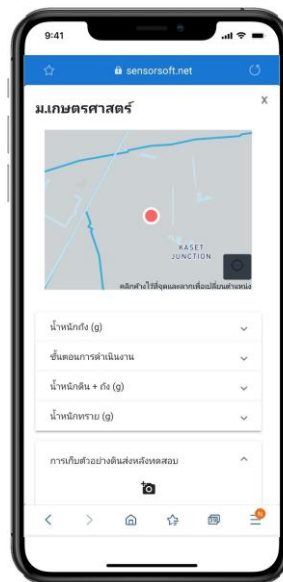 9:41
sensorsoft.net
ม.เกษตรศาสตร์
x
KASET
JUNCTION
คลิกค้างไว้ที่จุดและลากเพื่อเปลี่ยนตำแหน่ง
น้ำหนักถัง (g)
ขั้นตอนการดำเนินงาน
น้ำหนักดิน + ถัง (g)
น้ำหนักทราย (g)
การเก็บตัวอย่างดินส่งหลังทดสอบ
N